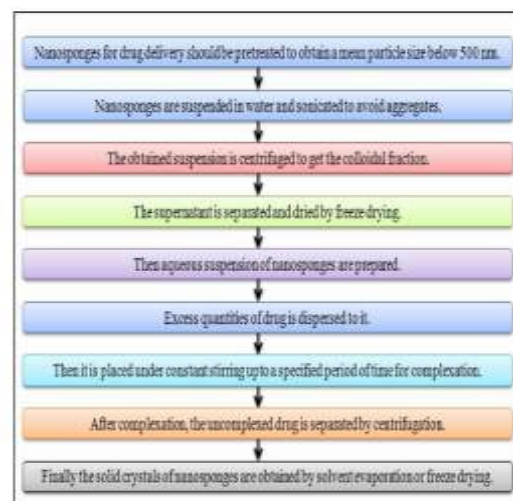 Nanosponges for drug delivery should be pretreated to obtain a mean particle size below 500 nm.
Nanosponges are suspended in water and sonicated to avoid aggregates.
The obtained suspension is centrifuged to get the colloidal fraction.
The supernatant is separated and dried by freeze drying.
Then aqueous suspension of nanosponges are prepared.
Excess quantities of drug is dispersed to it.
Then it is placed under constant stirring up to a specified period of time for complexation.
After complexation, the uncomplexed drug is separated by centrifugation.
Finally the solid crystals of nanosponges are obtained by solvent evaporation or freeze drying.